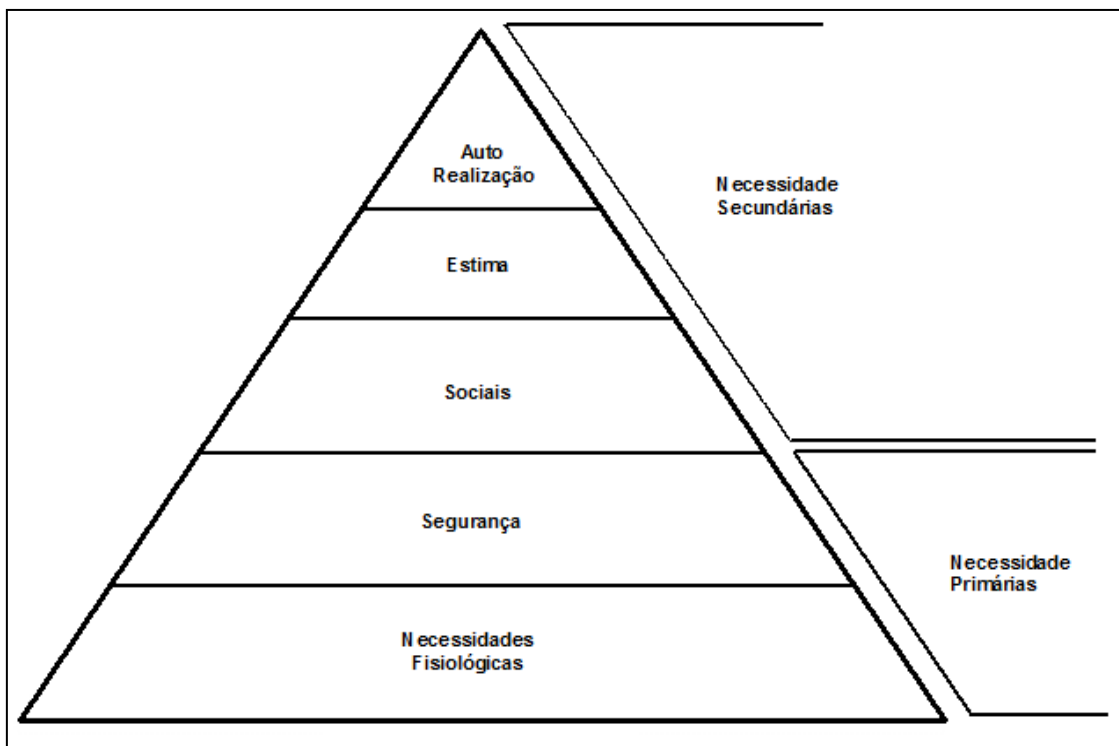 Auto
Realização
Necessidade
Secundárias
Estima
Sociais
Segurança
Necessidade
Primárias
Necessidades
Fisiológicas